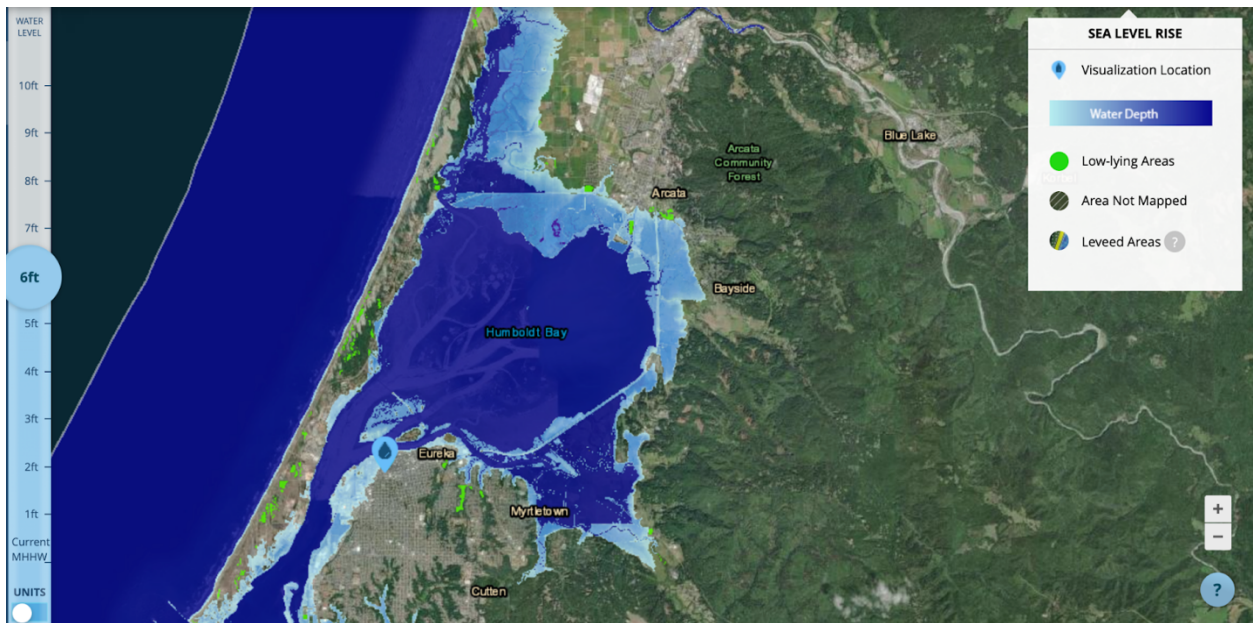 WATER
LEVEL
10ft
9ft
8ft
7ft
6ft
5ft
4ft
3ft
2ft
1ft
Current
MHHW
UNITS
Blue Lake
Arcata
Community
Forest
Arcata
Bayside
Humboldt Bay
Eureka
Myrtletown
Cutten
SEA LEVEL RISE
Visualization Location
Water Depth
Low-lying Areas
Area Not Mapped
Leveed Areas ?
+
−
?